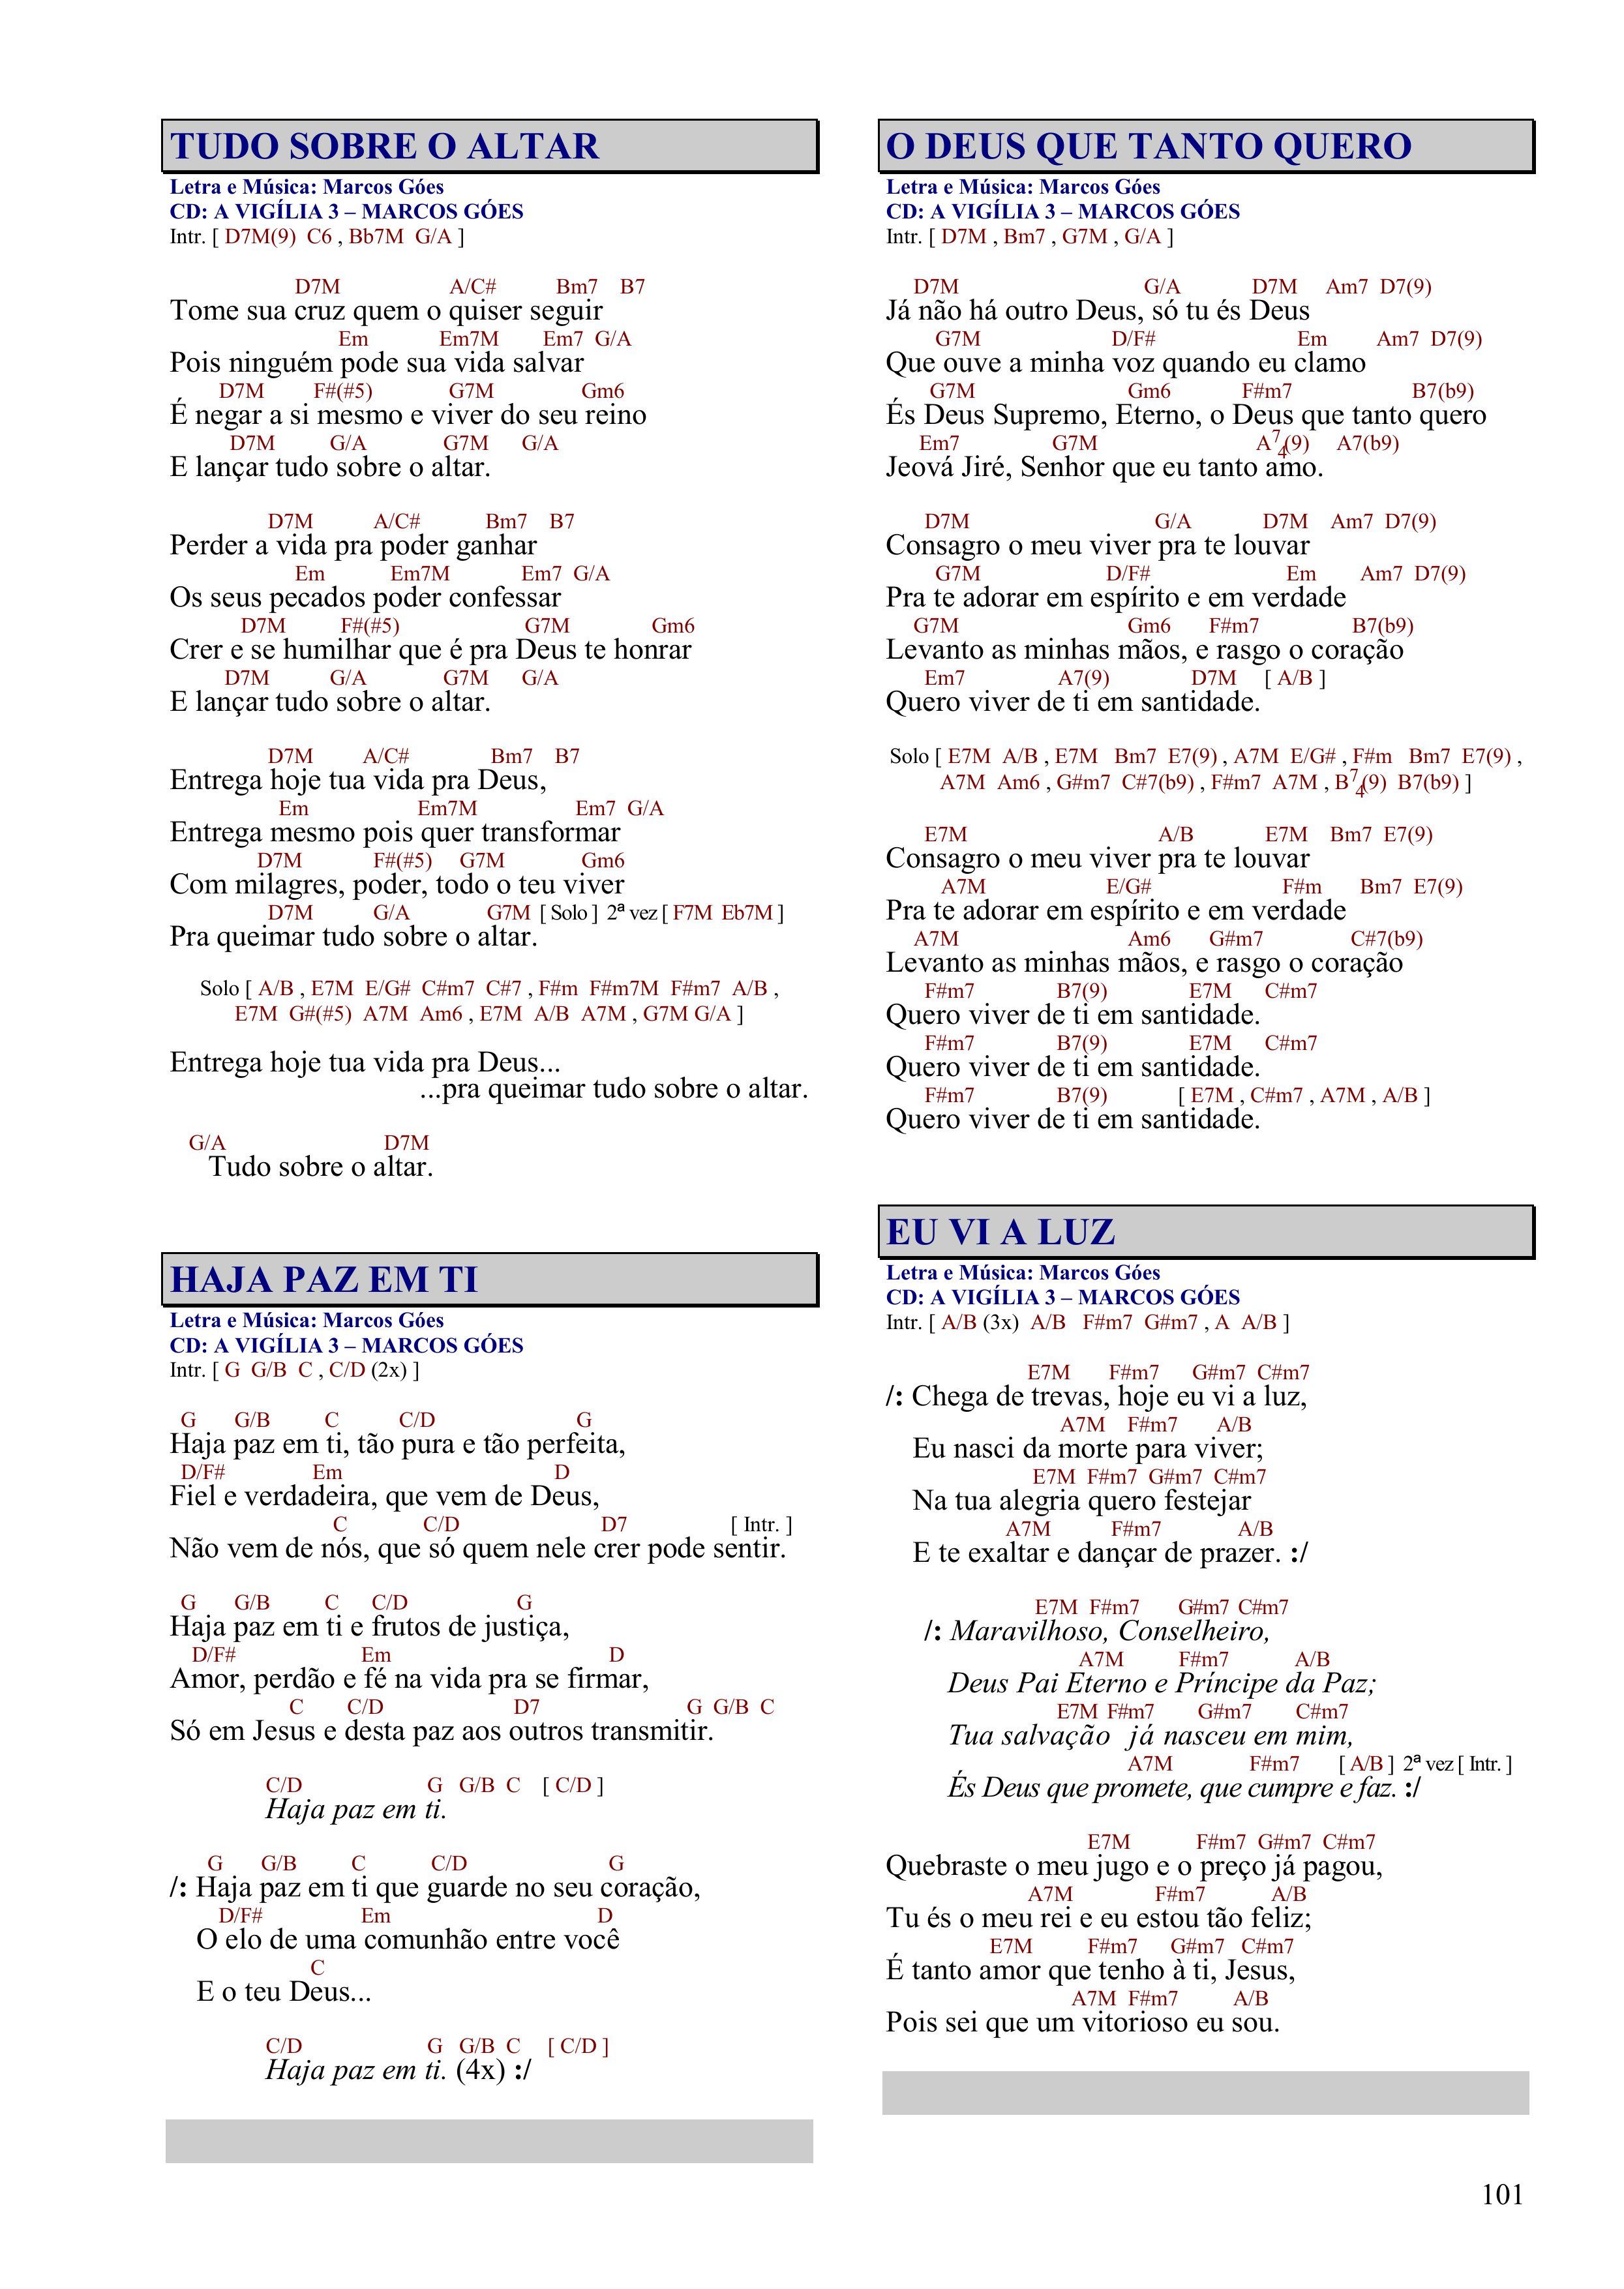 TUDO SOBRE O ALTAR
Letra e Música: Marcos Góes
CD: A VIGÍLIA 3 – MARCOS GÓES
Intr. [ D7M(9) C6 , Bb7M G/A ]
D7M A/C# Bm7 B7
Tome sua cruz quem o quiser seguir
Em Em7M Em7 G/A
Pois ninguém pode sua vida salvar
D7M F#(#5) G7M Gm6
É negar a si mesmo e viver do seu reino
D7M G/A G7M G/A
E lançar tudo sobre o altar.
D7M A/C# Bm7 B7
Perder a vida pra poder ganhar
Em Em7M Em7 G/A
Os seus pecados poder confessar
D7M F#(#5) G7M Gm6
Crer e se humilhar que é pra Deus te honrar
D7M G/A G7M G/A
E lançar tudo sobre o altar.
D7M A/C# Bm7 B7
Entrega hoje tua vida pra Deus,
Em Em7M Em7 G/A
Entrega mesmo pois quer transformar
D7M F#(#5) G7M Gm6
Com milagres, poder, todo o teu viver
D7M G/A G7M [ Solo ] 2ª vez [ F7M Eb7M ]
Pra queimar tudo sobre o altar.
Solo [ A/B , E7M E/G# C#m7 C#7 , F#m F#m7M F#m7 A/B ,
E7M G#(#5) A7M Am6 , E7M A/B A7M , G7M G/A ]
Entrega hoje tua vida pra Deus...
...pra queimar tudo sobre o altar.
G/A D7M
Tudo sobre o altar.
HAJA PAZ EM TI
Letra e Música: Marcos Góes
CD: A VIGÍLIA 3 – MARCOS GÓES
Intr. [ G G/B C , C/D (2x) ]
G G/B C C/D G
Haja paz em ti, tão pura e tão perfeita,
D/F# Em D
Fiel e verdadeira, que vem de Deus,
C C/D D7 [ Intr. ]
Não vem de nós, que só quem nele crer pode sentir.
G G/B C C/D G
Haja paz em ti e frutos de justiça,
D/F# Em D
Amor, perdão e fé na vida pra se firmar,
C C/D D7 G G/B C
Só em Jesus e desta paz aos outros transmitir.
C/D G G/B C [ C/D ]
Haja paz em ti.
G G/B C C/D G
/: Haja paz em ti que guarde no seu coração,
D/F# Em D
O elo de uma comunhão entre você
C
E o teu Deus...
C/D G G/B C [ C/D ]
Haja paz em ti. (4x) :/
O DEUS QUE TANTO QUERO
Letra e Música: Marcos Góes
CD: A VIGÍLIA 3 – MARCOS GÓES
Intr. [ D7M , Bm7 , G7M , G/A ]
D7M G/A D7M Am7 D7(9)
Já não há outro Deus, só tu és Deus
G7M D/F# Em Am7 D7(9)
Que ouve a minha voz quando eu clamo
G7M Gm6 F#m7 B7(b9)
És Deus Supremo, Eterno, o Deus que tanto quero
Em7 G7M A7/4(9) A7(b9)
Jeová Jiré, Senhor que eu tanto amo.
D7M G/A D7M Am7 D7(9)
Consagro o meu viver pra te louvar
G7M D/F# Em Am7 D7(9)
Pra te adorar em espírito e em verdade
G7M Gm6 F#m7 B7(b9)
Levanto as minhas mãos, e rasgo o coração
Em7 A7(9) D7M [ A/B ]
Quero viver de ti em santidade.
Solo [ E7M A/B , E7M Bm7 E7(9) , A7M E/G# , F#m Bm7 E7(9) ,
A7M Am6 , G#m7 C#7(b9) , F#m7 A7M , B7/4(9) B7(b9) ]
E7M A/B E7M Bm7 E7(9)
Consagro o meu viver pra te louvar
A7M E/G# F#m Bm7 E7(9)
Pra te adorar em espírito e em verdade
A7M Am6 G#m7 C#7(b9)
Levanto as minhas mãos, e rasgo o coração
F#m7 B7(9) E7M C#m7
Quero viver de ti em santidade.
F#m7 B7(9) E7M C#m7
Quero viver de ti em santidade.
F#m7 B7(9) [ E7M , C#m7 , A7M , A/B ]
Quero viver de ti em santidade.
EU VI A LUZ
Letra e Música: Marcos Góes
CD: A VIGÍLIA 3 – MARCOS GÓES
Intr. [ A/B (3x) A/B F#m7 G#m7 , A A/B ]
E7M F#m7 G#m7 C#m7
/: Chega de trevas, hoje eu vi a luz,
A7M F#m7 A/B
Eu nasci da morte para viver;
E7M F#m7 G#m7 C#m7
Na tua alegria quero festejar
A7M F#m7 A/B
E te exaltar e dançar de prazer. :/
E7M F#m7 G#m7 C#m7
/: Maravilhoso, Conselheiro,
A7M F#m7 A/B
Deus Pai Eterno e Príncipe da Paz;
E7M F#m7 G#m7 C#m7
Tua salvação já nasceu em mim,
A7M F#m7 [ A/B ] 2ª vez [ Intr. ]
És Deus que promete, que cumpre e faz. :/
E7M F#m7 G#m7 C#m7
Quebraste o meu jugo e o preço já pagou,
A7M F#m7 A/B
Tu és o meu rei e eu estou tão feliz;
E7M F#m7 G#m7 C#m7
É tanto amor que tenho à ti, Jesus,
A7M F#m7 A/B
Pois sei que um vitorioso eu sou.
101